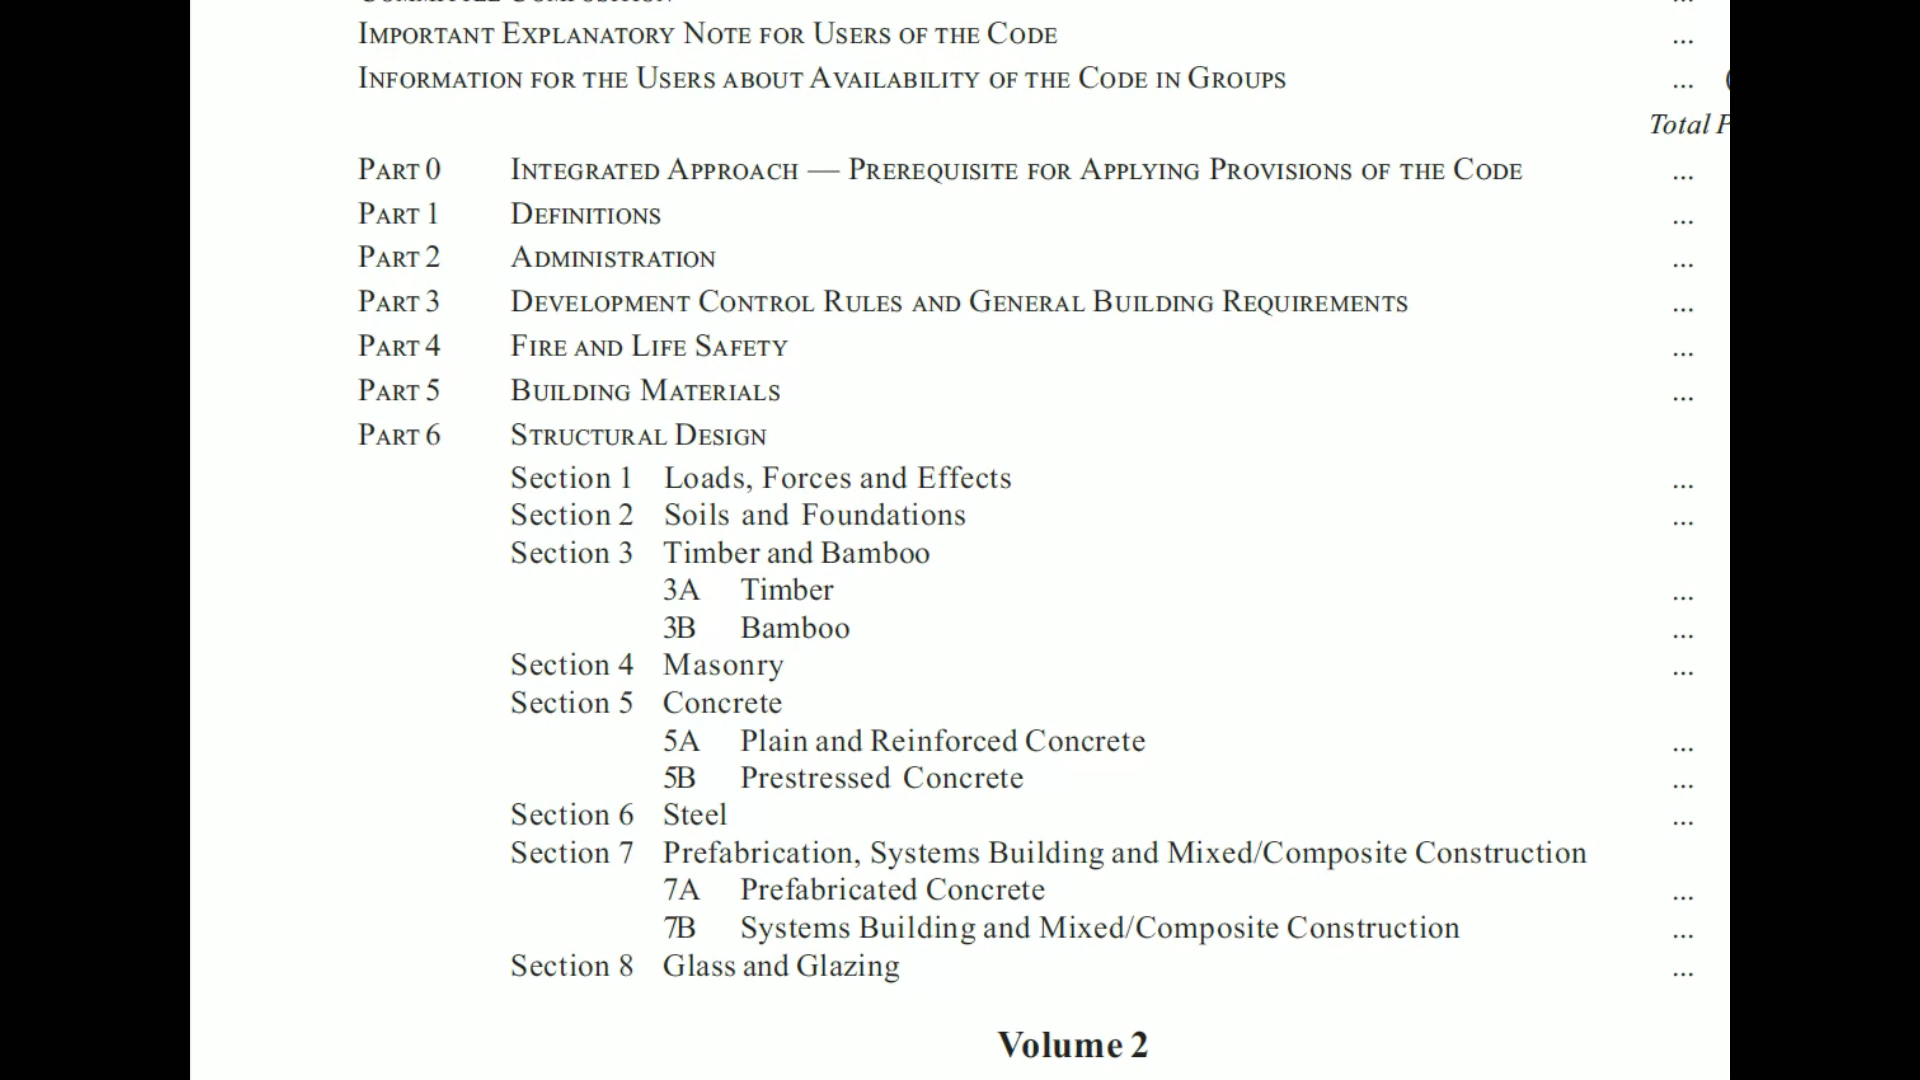 IMPORTANT EXPLANATORY NOTE FOR USERS OF THE CODE ...
INFORMATION FOR THE USERS ABOUT AVAILABILITY OF THE CODE IN GROUPS ... (
Total P
PART 0 INTEGRATED APPROACH — PREREQUISITE FOR APPLYING PROVISIONS OF THE CODE ...
PART 1 DEFINITIONS ...
PART 2 ADMINISTRATION ...
PART 3 DEVELOPMENT CONTROL RULES AND GENERAL BUILDING REQUIREMENTS ...
PART 4 FIRE AND LIFE SAFETY ...
PART 5 BUILDING MATERIALS ...
PART 6 STRUCTURAL DESIGN
Section 1 Loads, Forces and Effects ...
Section 2 Soils and Foundations ...
Section 3 Timber and Bamboo
3A Timber ...
3B Bamboo ...
Section 4 Masonry ...
Section 5 Concrete
5A Plain and Reinforced Concrete ...
5B Prestressed Concrete ...
Section 6 Steel ...
Section 7 Prefabrication, Systems Building and Mixed/Composite Construction
7A Prefabricated Concrete ...
7B Systems Building and Mixed/Composite Construction ...
Section 8 Glass and Glazing ...
Volume 2